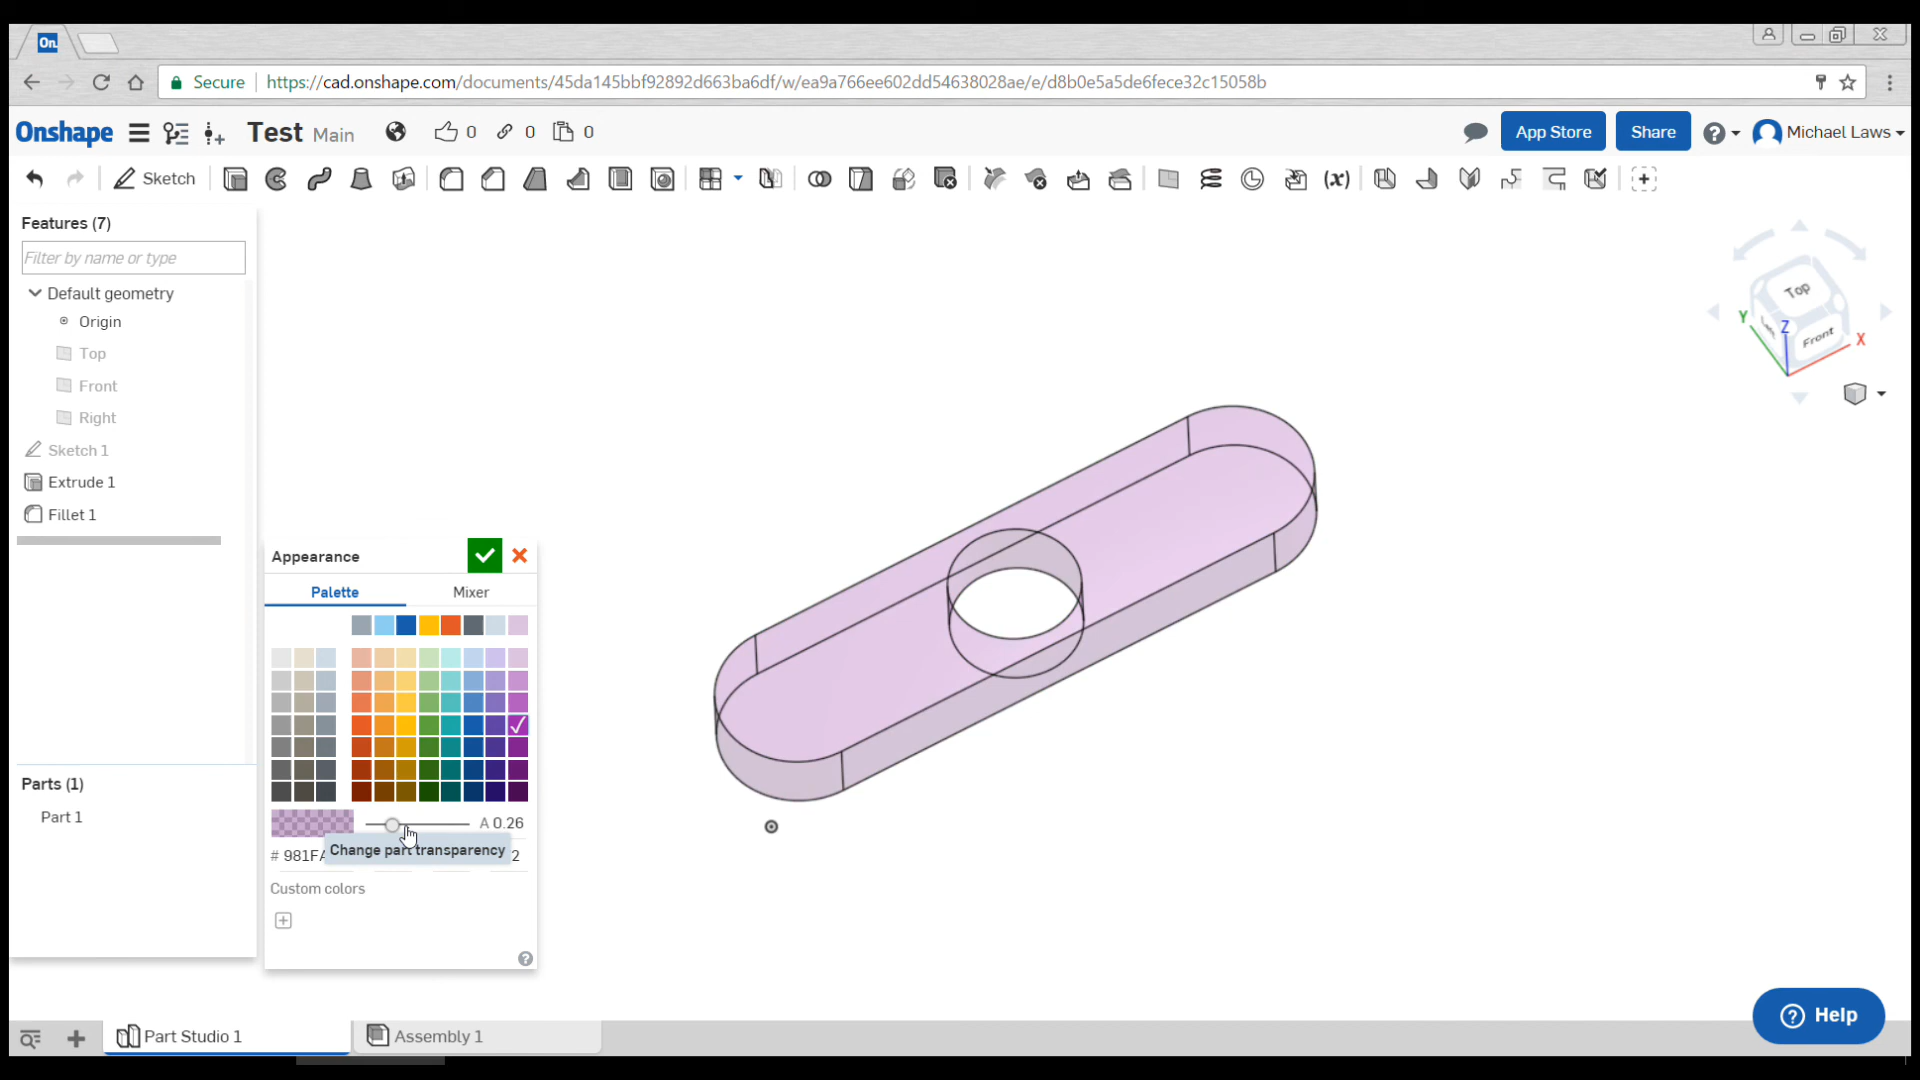 On
Secure https://cad.onshape.com/documents/45da145bbf92892d663ba6df/w/ea9a766ee602dd54638028ae/e/d8b0e5a5de6fece32c15058b
Onshape Test Main 0 0 0 App Store Share Michael Laws
Sketch (x)
Features (7)
Filter by name or type
Default geometry
Origin
Top
Front
Right
Sketch 1
Extrude 1
Fillet 1
Top
Front
Y Z X
Appearance
Palette Mixer
A 0.26
# 981FA
2
Change part transparency
Custom colors
Parts (1)
Part 1
Help
Part Studio 1
Assembly 1